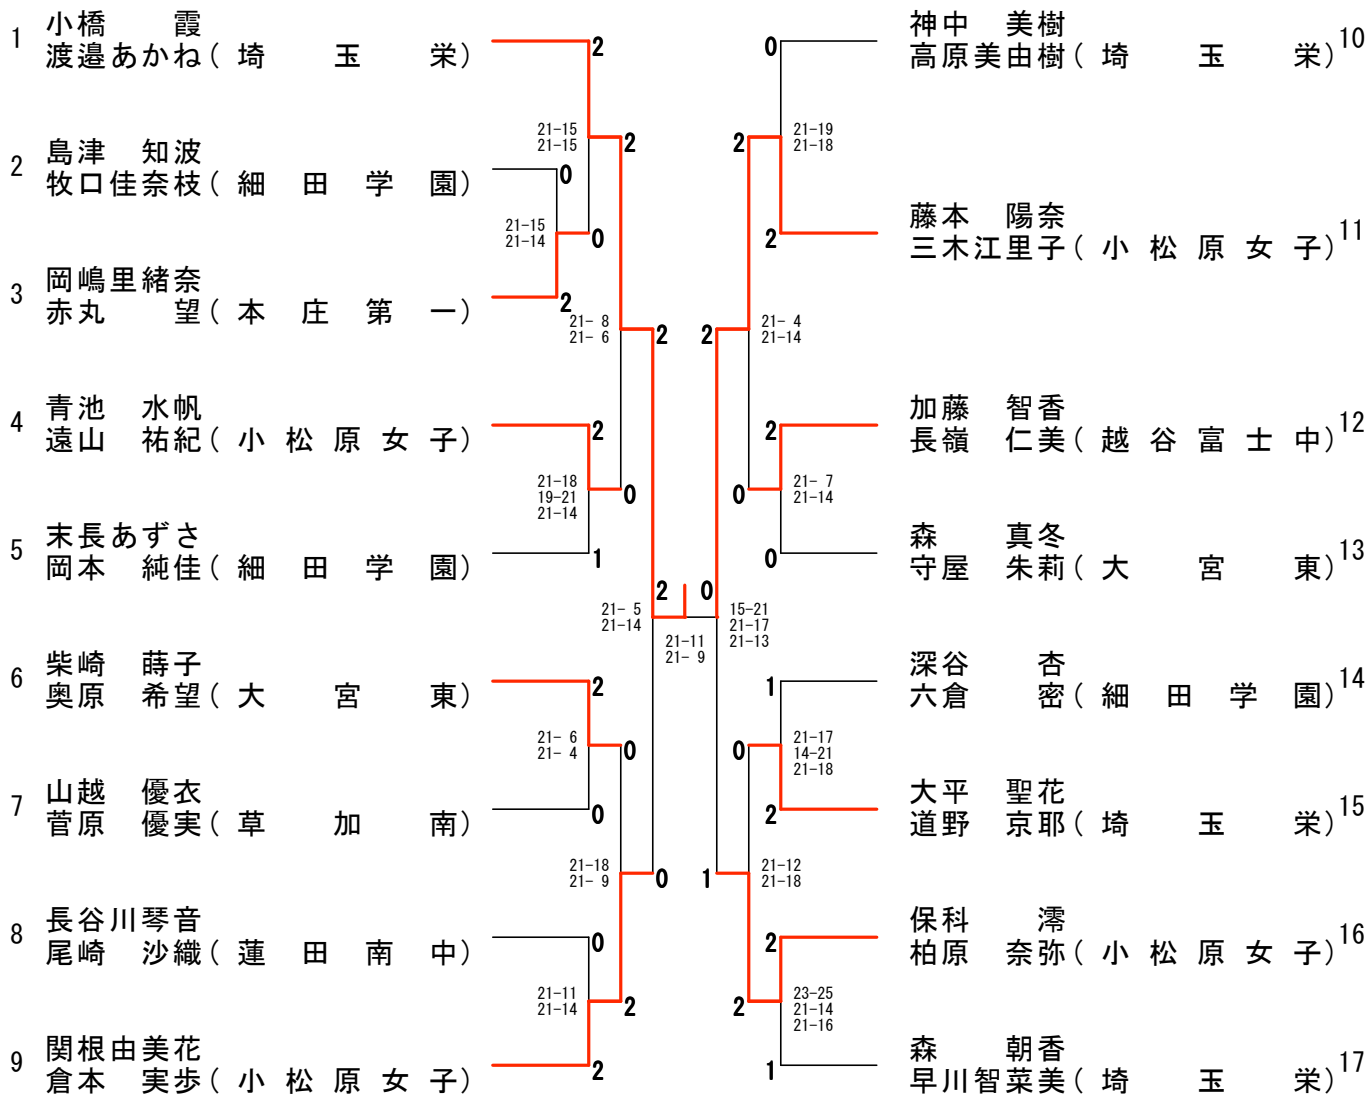 1
小橋　霞
渡邉あかね(埼玉栄)
2
島津　知波
牧口佳奈枝(細田学園)
3
岡嶋里緒奈
赤丸　望(本庄第一)
4
青池　水帆
遠山　祐紀(小松原女子)
5
末長あずさ
岡本　純佳(細田学園)
6
柴崎　蒔子
奥原　希望(大宮東)
7
山越　優衣
菅原　優実(草加南)
8
長谷川琴音
尾崎　沙織(蓮田南中)
9
関根由美花
倉本　実歩(小松原女子)
2
21-15
21-15
2
0
21-15
21-14
0
2
21- 8
21- 6
2
2
21-18
19-21
21-14
0
1
2
21- 5
21-14
2
21- 6
21- 4
0
0
21-18
21- 9
0
0
21-11
21-14
2
2
21-11
21- 9
0
21-19
21-18
2
2
2
21- 4
21-14
2
0
21- 7
21-14
0
0
15-21
21-17
21-13
1
0
21-17
14-21
21-18
2
1
21-12
21-18
2
2
23-25
21-14
21-16
1
神中　美樹
高原美由樹(埼玉栄)
10
藤本　陽奈
三木江里子(小松原女子)
11
加藤　智香
長嶺　仁美(越谷富士中)
12
森　真冬
守屋　朱莉(大宮東)
13
深谷　杏
六倉　密(細田学園)
14
大平　聖花
道野　京耶(埼玉栄)
15
保科　澪
柏原　奈弥(小松原女子)
16
森　朝香
早川智菜美(埼玉栄)
17